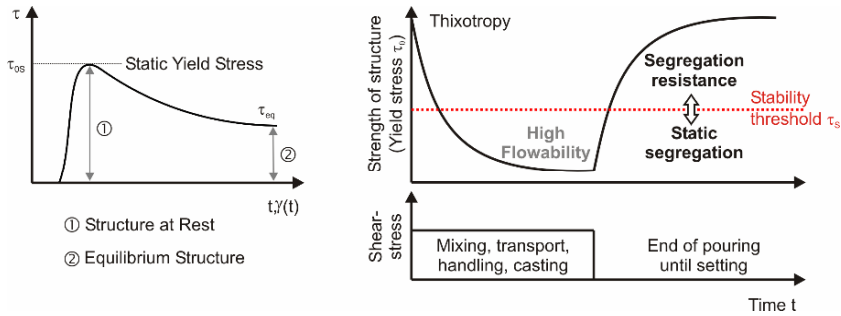 τ
τ0S
Static Yield Stress
①
τeq
②
t,γ(t)
① Structure at Rest
② Equilibrium Structure
Strength of structure
(Yield stress τ0)
Thixotropy
High
Flowability
Segregation
resistance
Static
segregation
Stability
threshold τS
Shear-
stress
Mixing, transport,
handling, casting
End of pouring
until setting
Time t